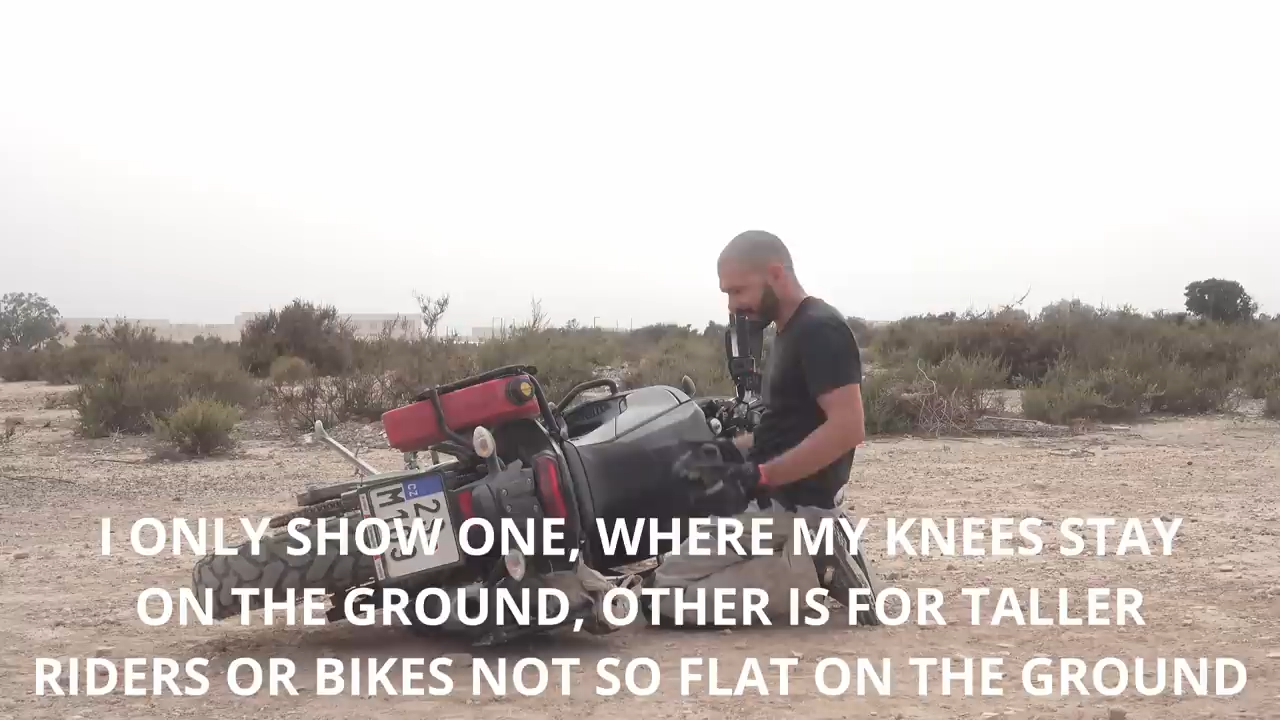 I ONLY SHOW ONE, WHERE MY KNEES STAY
ON THE GROUND, OTHER IS FOR TALLER
RIDERS OR BIKES NOT SO FLAT ON THE GROUND
CZ